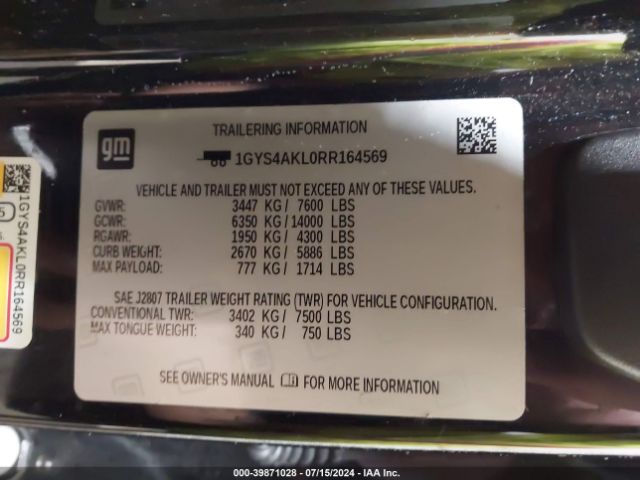 gm
TRAILERING INFORMATION
1GYS4AKL0RR164569
VEHICLE AND TRAILER MUST NOT EXCEED ANY OF THESE VALUES.
GVWR: 3447 KG / 7600 LBS
GCWR: 6350 KG / 14000 LBS
RGAWR: 1950 KG / 4300 LBS
CURB WEIGHT: 2670 KG / 5886 LBS
MAX PAYLOAD: 777 KG / 1714 LBS
SAE J2807 TRAILER WEIGHT RATING (TWR) FOR VEHICLE CONFIGURATION.
CONVENTIONAL TWR: 3402 KG / 7500 LBS
MAX TONGUE WEIGHT: 340 KG / 750 LBS
SEE OWNER'S MANUAL FOR MORE INFORMATION
1GYS4AKL0RR164569
000-39871028 - 07/15/2024 - IAA Inc.